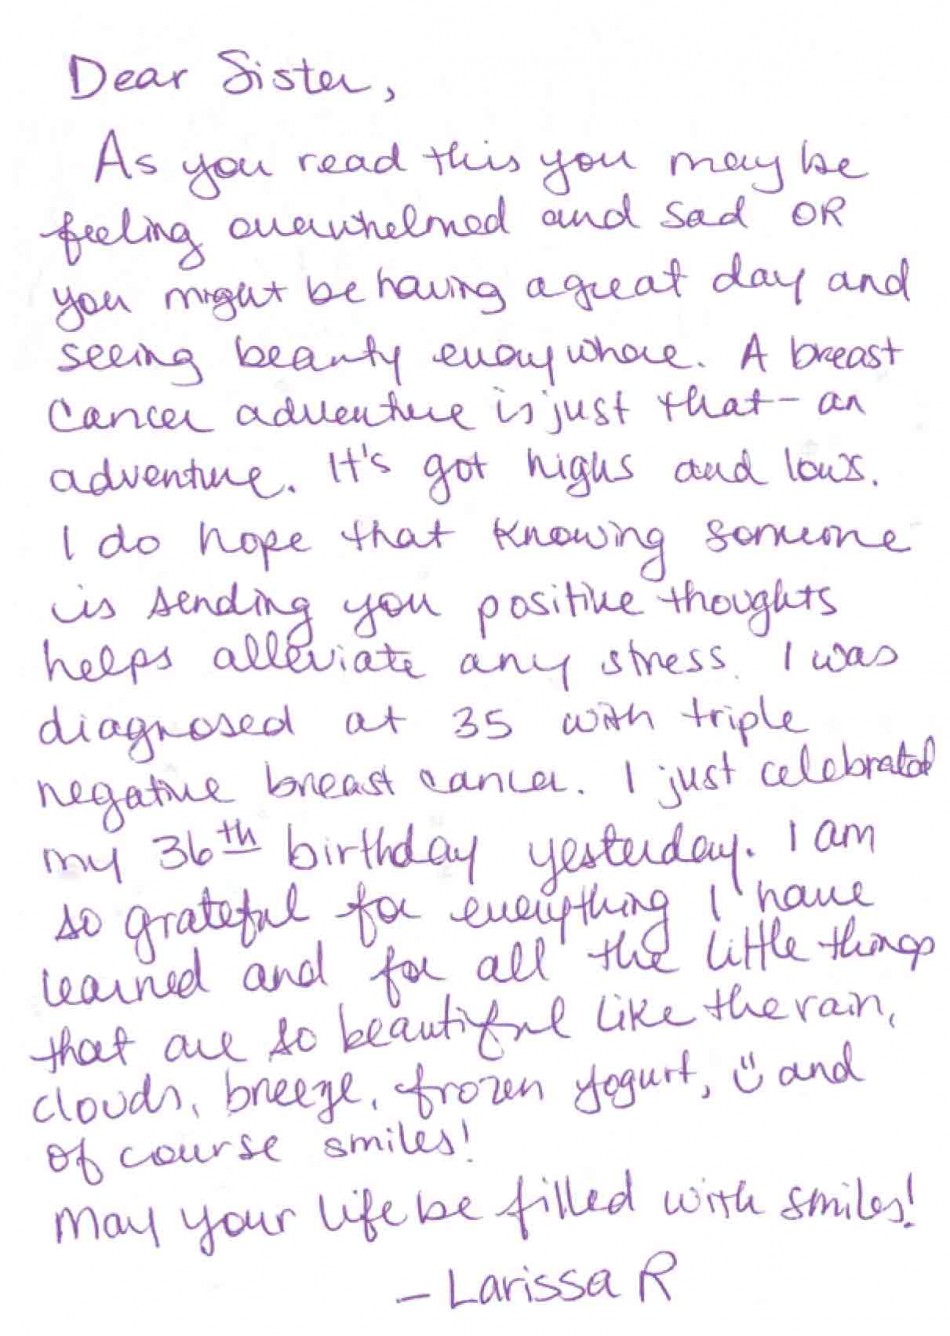 Dear Sister,
As you read this you may be
feeling overwhelmed and sad OR
you might be having a great day and
seeing beauty everywhere. A breast
cancer adventure is just that - an
adventure. It's got highs and lows.
I do hope that knowing someone
is sending you positive thoughts
helps alleviate any stress. I was
diagnosed at 35 with triple
negative breast cancer. I just celebrated
my 36th birthday yesterday. I am
so grateful for everything I have
learned and for all the little things
that are so beautiful like the rain,
clouds, breeze, frozen yogurt, ☺ and
of course smiles!
May your life be filled with smiles!
- Larissa R